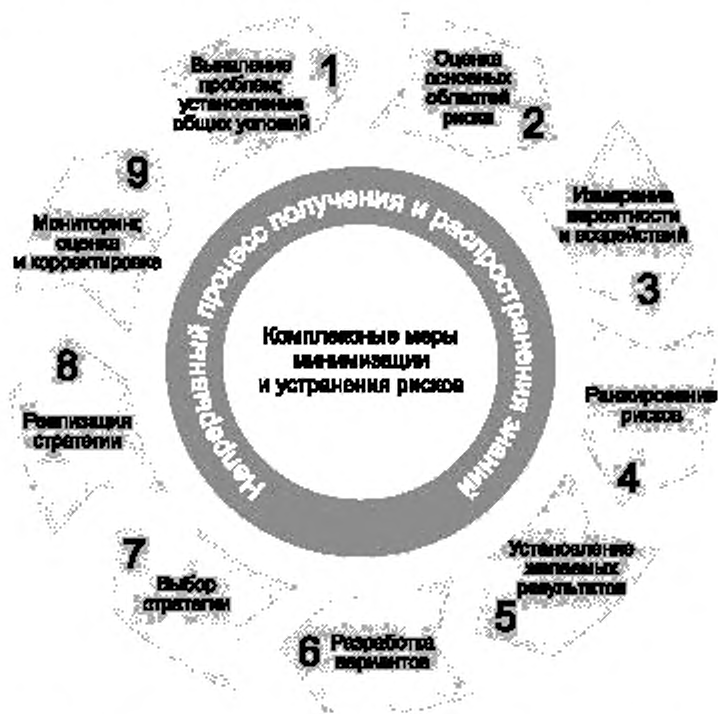 1
Выявление
проблем;
установление
общих условий
2
Оценка
основных
областей
риска
3
Измерение
вероятности
и воздействий
4
Ранжирование
рисков
5
Установление
желаемых
результатов
6
Разработка
вариантов
7
Выбор
стратегии
8
Реализация
стратегии
9
Мониторинг,
оценка
и корректировка
Непрерывный процесс получения и распространения знаний
Комплексные меры
минимизации
и устранения рисков